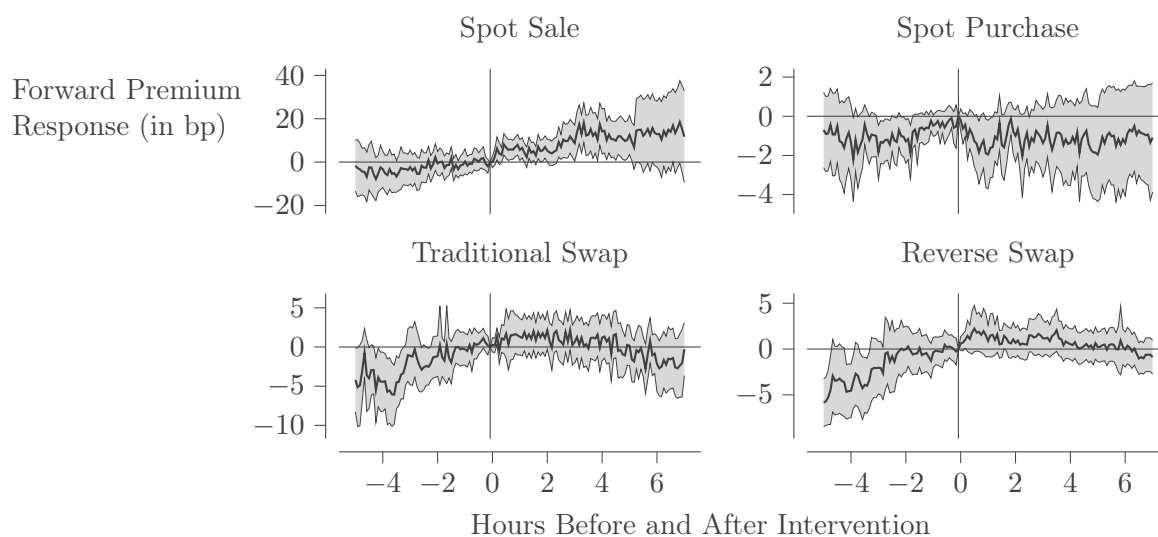 Spot Sale
Spot Purchase
Forward Premium
Response (in bp)
40
20
0
−20
2
0
−2
−4
Traditional Swap
Reverse Swap
5
0
−5
−10
5
0
−5
−4 −2 0 2 4 6
−4 −2 0 2 4 6
Hours Before and After Intervention